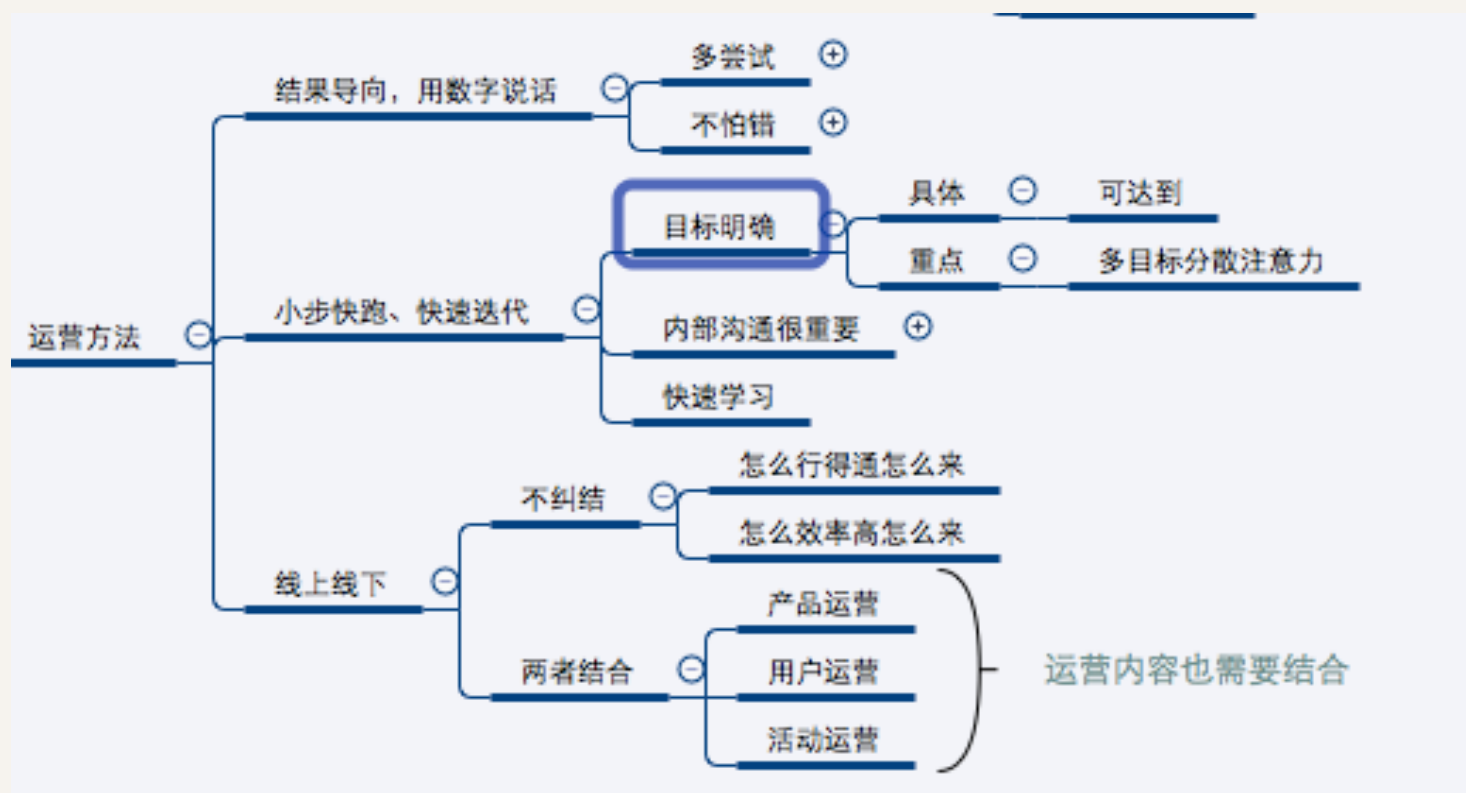 多尝试
结果导向，用数字说话
不怕错
具体
可达到
目标明确
重点
多目标分散注意力
小步快跑、快速迭代
内部沟通很重要
运营方法
快速学习
怎么行得通怎么来
不纠结
怎么效率高怎么来
线上线下
产品运营
两者结合
用户运营
运营内容也需要结合
活动运营